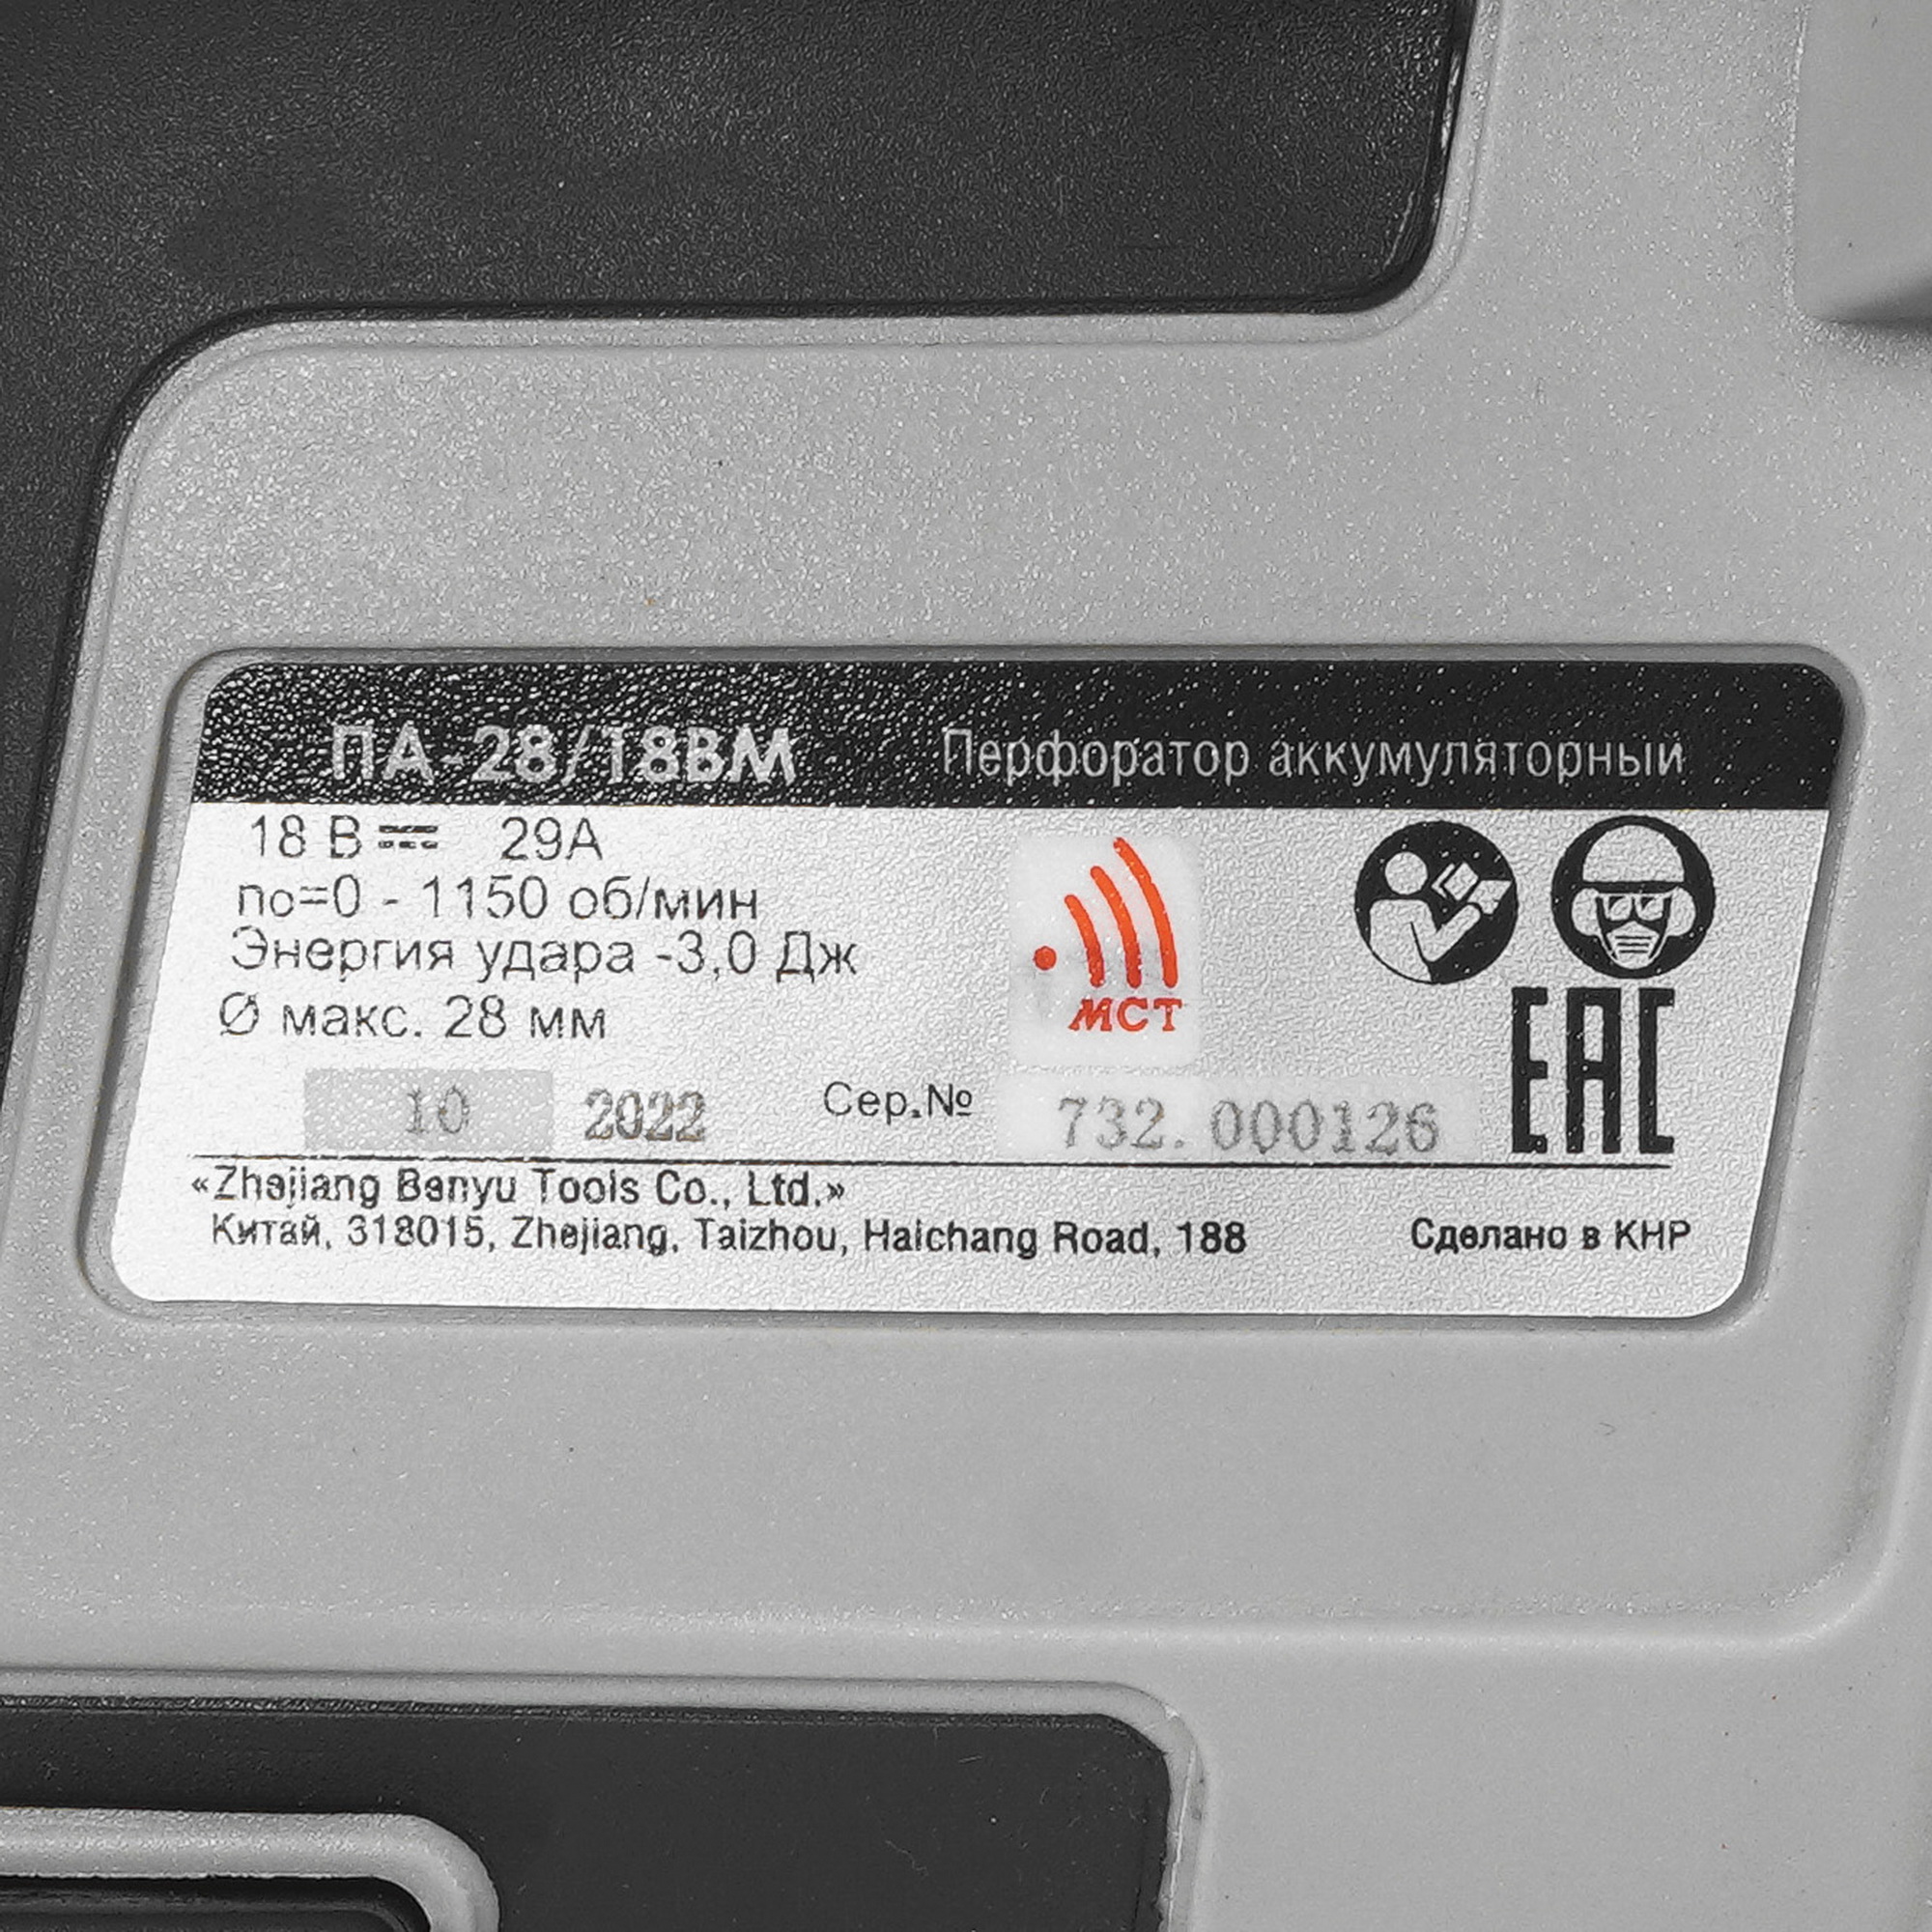 ПА-28/18ВМ Перфоратор аккумуляторный
18 В 29А
no=0 - 1150 об/мин
Энергия удара -3,0 Дж
Ø макс. 28 мм
МСТ
ЕАС
10 2022 Сер.№ 732. 000126
«Zhejiang Benyu Tools Co., Ltd.»
Китай, 318015, Zhejiang, Taizhou, Haichang Road, 188 Сделано в КНР